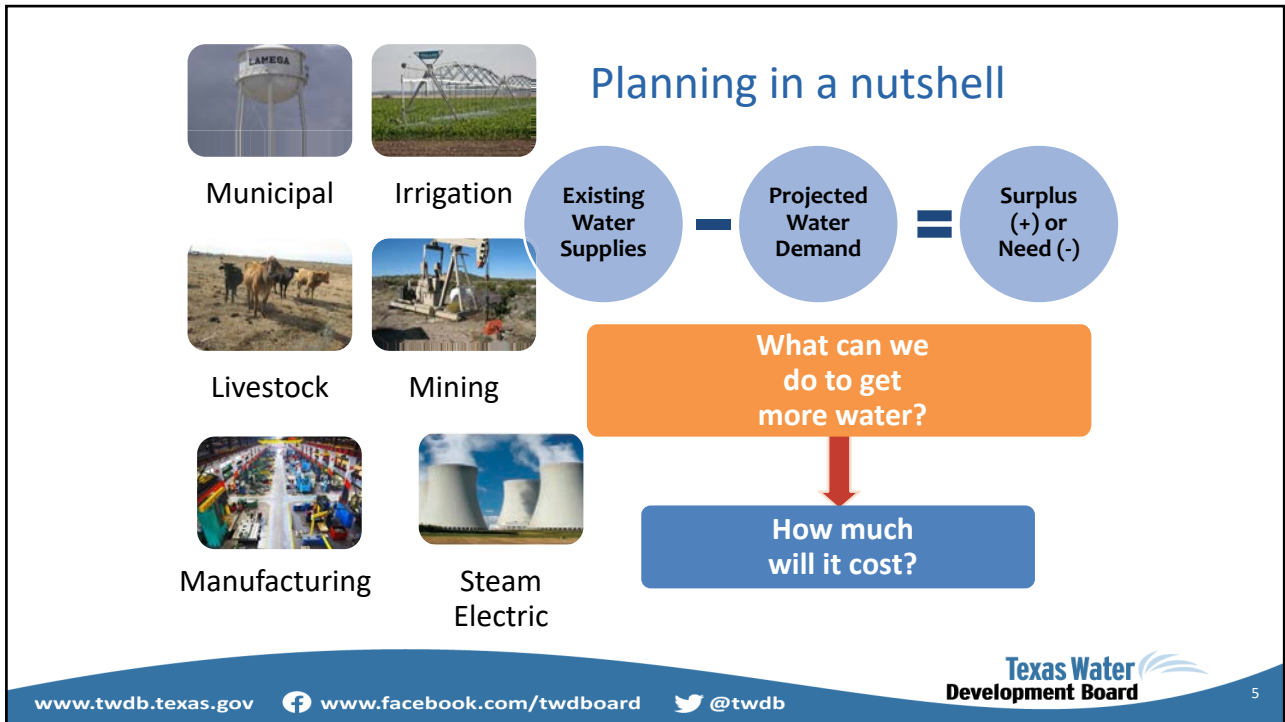 Planning in a nutshell
LAMESA
Municipal
Irrigation
Livestock
Mining
Manufacturing
Steam
Electric
Existing
Water
Supplies
Projected
Water
Demand
Surplus
(+) or
Need (-)
What can we
do to get
more water?
How much
will it cost?
www.twdb.texas.gov
www.facebook.com/twdboard
@twdb
Texas Water
Development Board
5